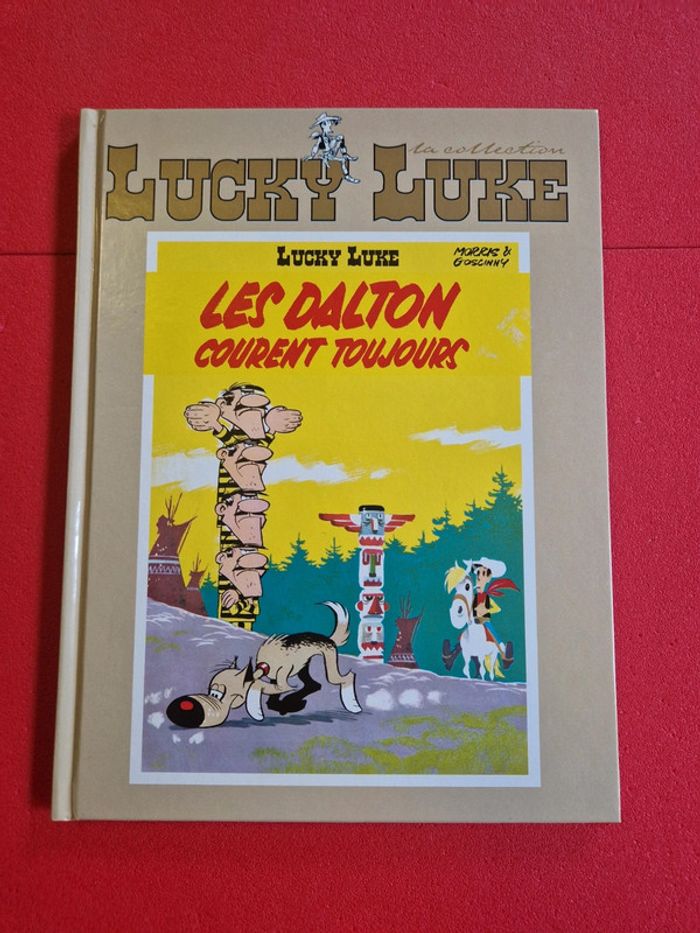 la collection
LUCKY LUKE
LUCKY LUKE
MORRIS &
GOSCINNY
LES DALTON
COURENT TOUJOURS